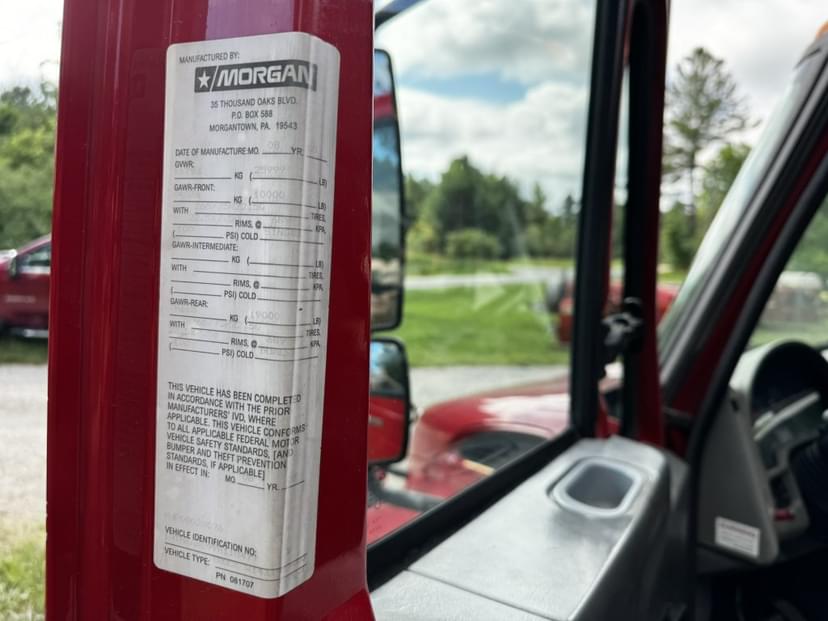 MANUFACTURED BY:
MORGAN
35 THOUSAND OAKS BLVD.
P.O. BOX 588
MORGANTOWN, PA. 19543
DATE OF MANUFACTURE: MO. 08 YR.
GVWR:
KG ( 25999 LB)
GAWR-FRONT:
KG ( 10000 LB)
WITH TIRES,
RIMS, @ KPA,
( PSI) COLD SINGLE
GAWR-INTERMEDIATE:
KG ( LB)
WITH TIRES,
RIMS, @ KPA,
( PSI) COLD
GAWR-REAR:
KG ( 19000 LB)
WITH TIRES,
RIMS, @ KPA,
( PSI) COLD
THIS VEHICLE HAS BEEN COMPLETED
IN ACCORDANCE WITH THE PRIOR
MANUFACTURERS' IVD, WHERE
APPLICABLE. THIS VEHICLE CONFORMS
TO ALL APPLICABLE FEDERAL MOTOR
VEHICLE SAFETY STANDARDS, [AND
BUMPER AND THEFT PREVENTION
STANDARDS, IF APPLICABLE]
IN EFFECT IN: MO. YR.
VEHICLE IDENTIFICATION NO:
VEHICLE TYPE:
PN 081707